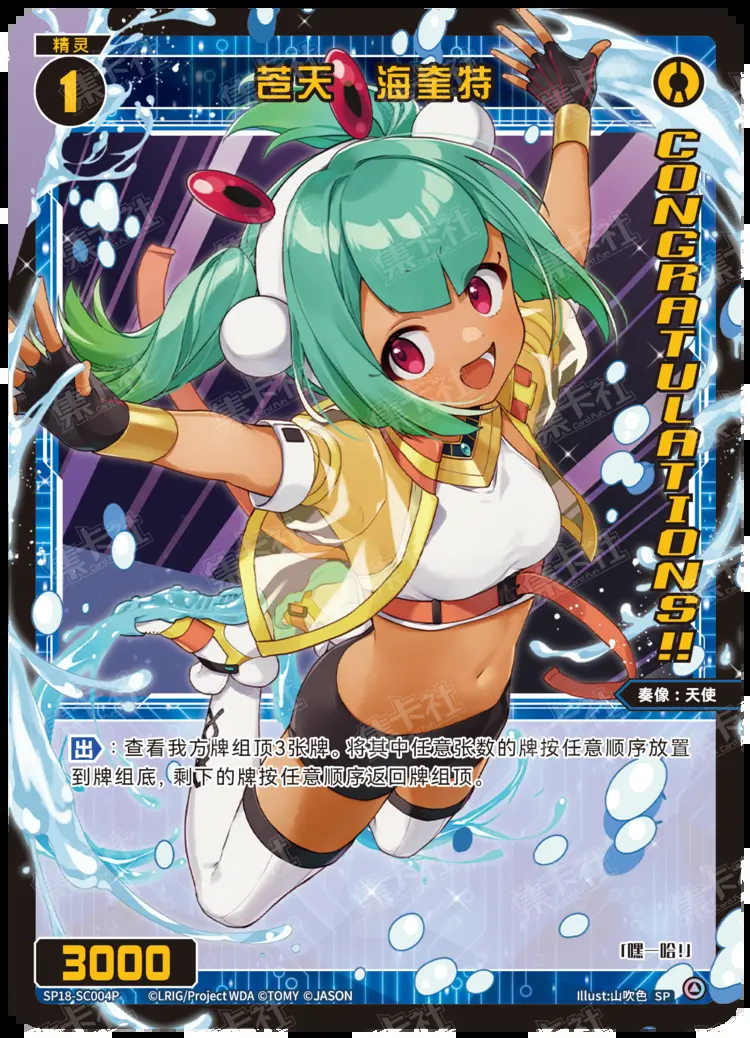 精灵
1
苍天 海奎特
CONGRATULATIONS!!
奏像：天使
出：查看我方牌组顶3张牌。将其中任意张数的牌按任意顺序放置
到牌组底，剩下的牌按任意顺序返回牌组顶。
「嘿—哈！」
3000
SP18-SC004P ©LRIG/Project WDA ©TOMY ©JASON
Illust:山吹色 SP
集卡社